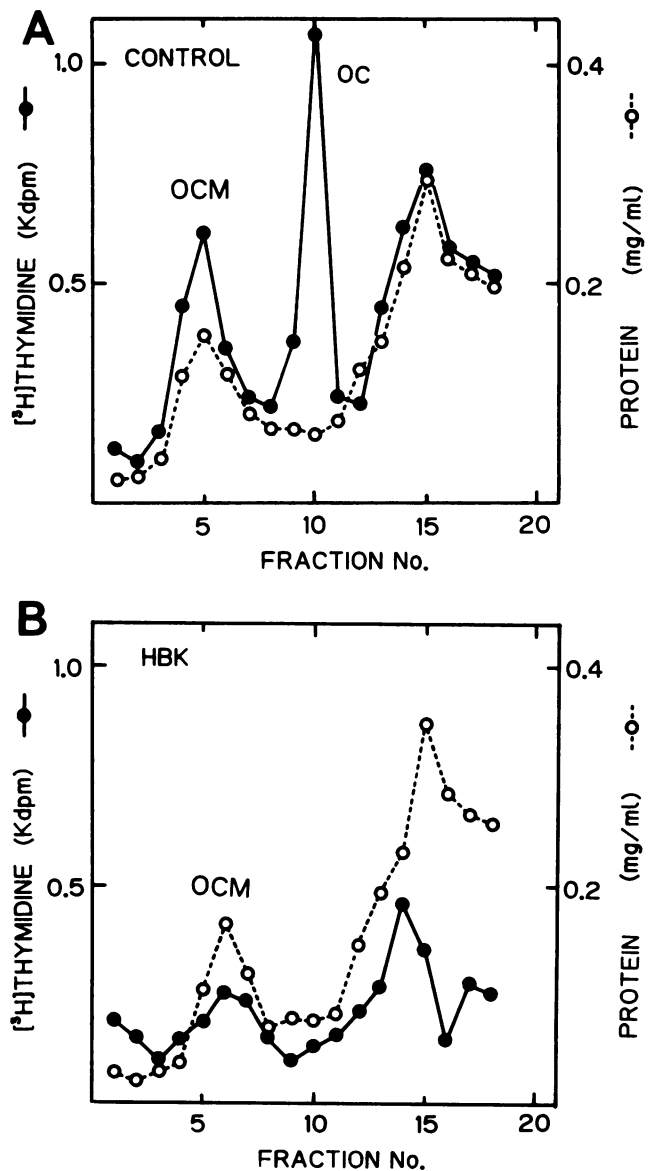 A
CONTROL
OC
OCM
1.0
0.5
0.4
0.2
[³H]THYMIDINE (Kdpm)
PROTEIN (mg/ml)
5 10 15 20
FRACTION No.
B
HBK
OCM
1.0
0.5
0.4
0.2
[³H]THYMIDINE (Kdpm)
PROTEIN (mg/ml)
5 10 15 20
FRACTION No.